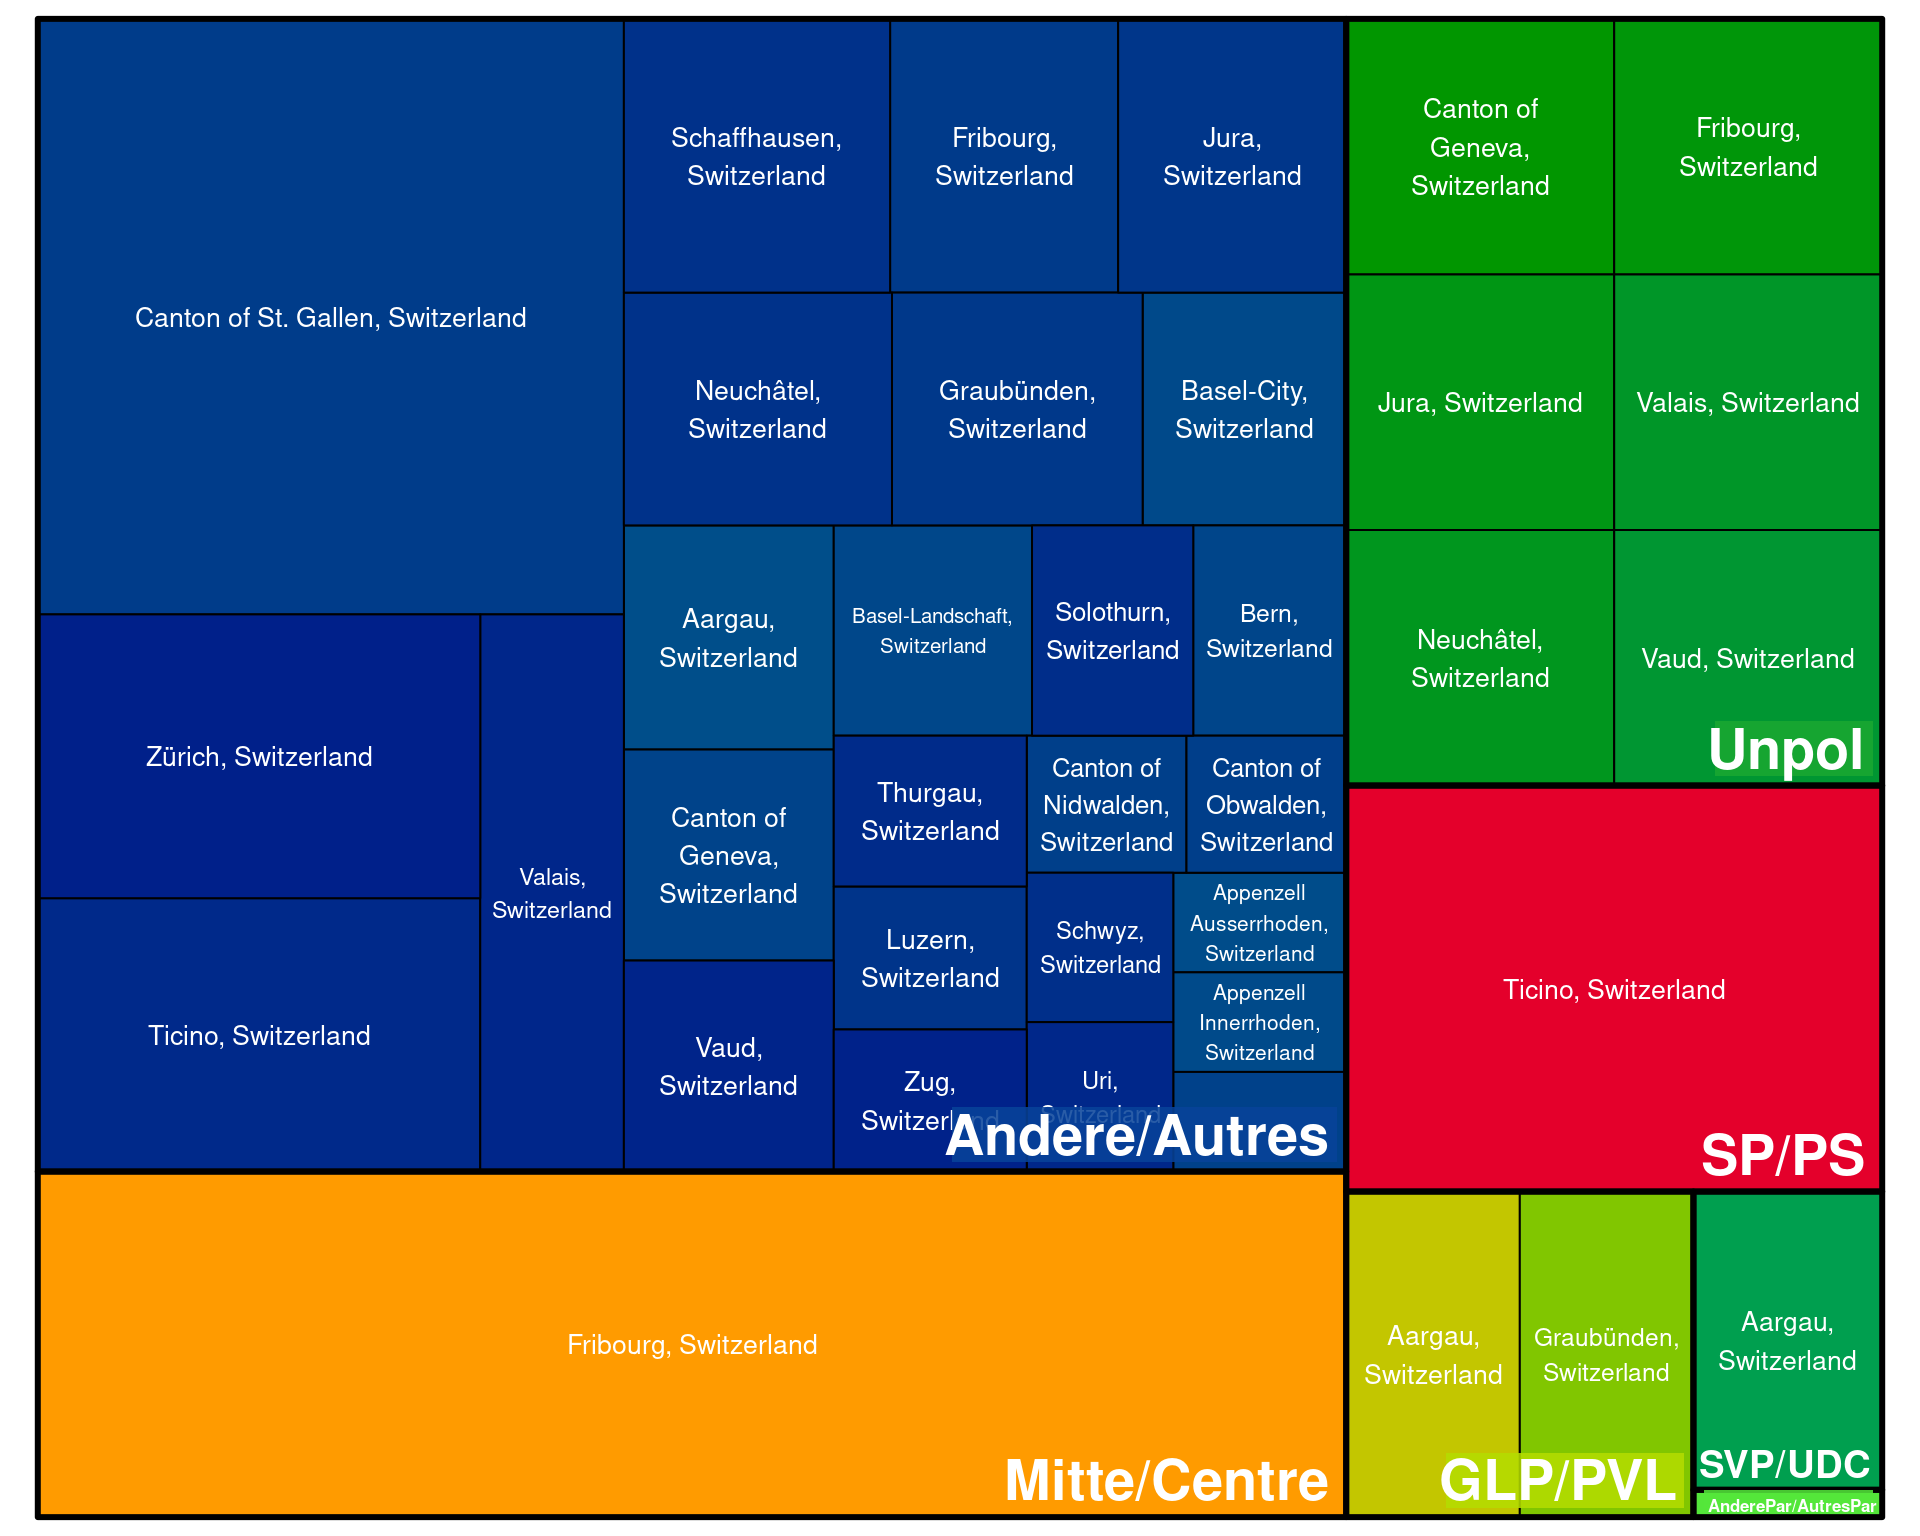 Canton of St. Gallen, Switzerland
Schaffhausen,
Switzerland
Fribourg,
Switzerland
Jura,
Switzerland
Neuchâtel,
Switzerland
Graubünden,
Switzerland
Basel-City,
Switzerland
Aargau,
Switzerland
Basel-Landschaft,
Switzerland
Solothurn,
Switzerland
Bern,
Switzerland
Zürich, Switzerland
Valais,
Switzerland
Ticino, Switzerland
Canton of
Geneva,
Switzerland
Vaud,
Switzerland
Thurgau,
Switzerland
Canton of
Nidwalden,
Switzerland
Canton of
Obwalden,
Switzerland
Luzern,
Switzerland
Schwyz,
Switzerland
Appenzell
Ausserrhoden,
Switzerland
Appenzell
Innerrhoden,
Switzerland
Zug,
Switzerland
Uri,
Switzerland
Andere/Autres
Fribourg, Switzerland
Mitte/Centre
Canton of
Geneva,
Switzerland
Fribourg,
Switzerland
Jura, Switzerland
Valais, Switzerland
Neuchâtel,
Switzerland
Vaud, Switzerland
Unpol
Ticino, Switzerland
SP/PS
Aargau,
Switzerland
Graubünden,
Switzerland
GLP/PVL
Aargau,
Switzerland
SVP/UDC
AnderePar/AutresPar